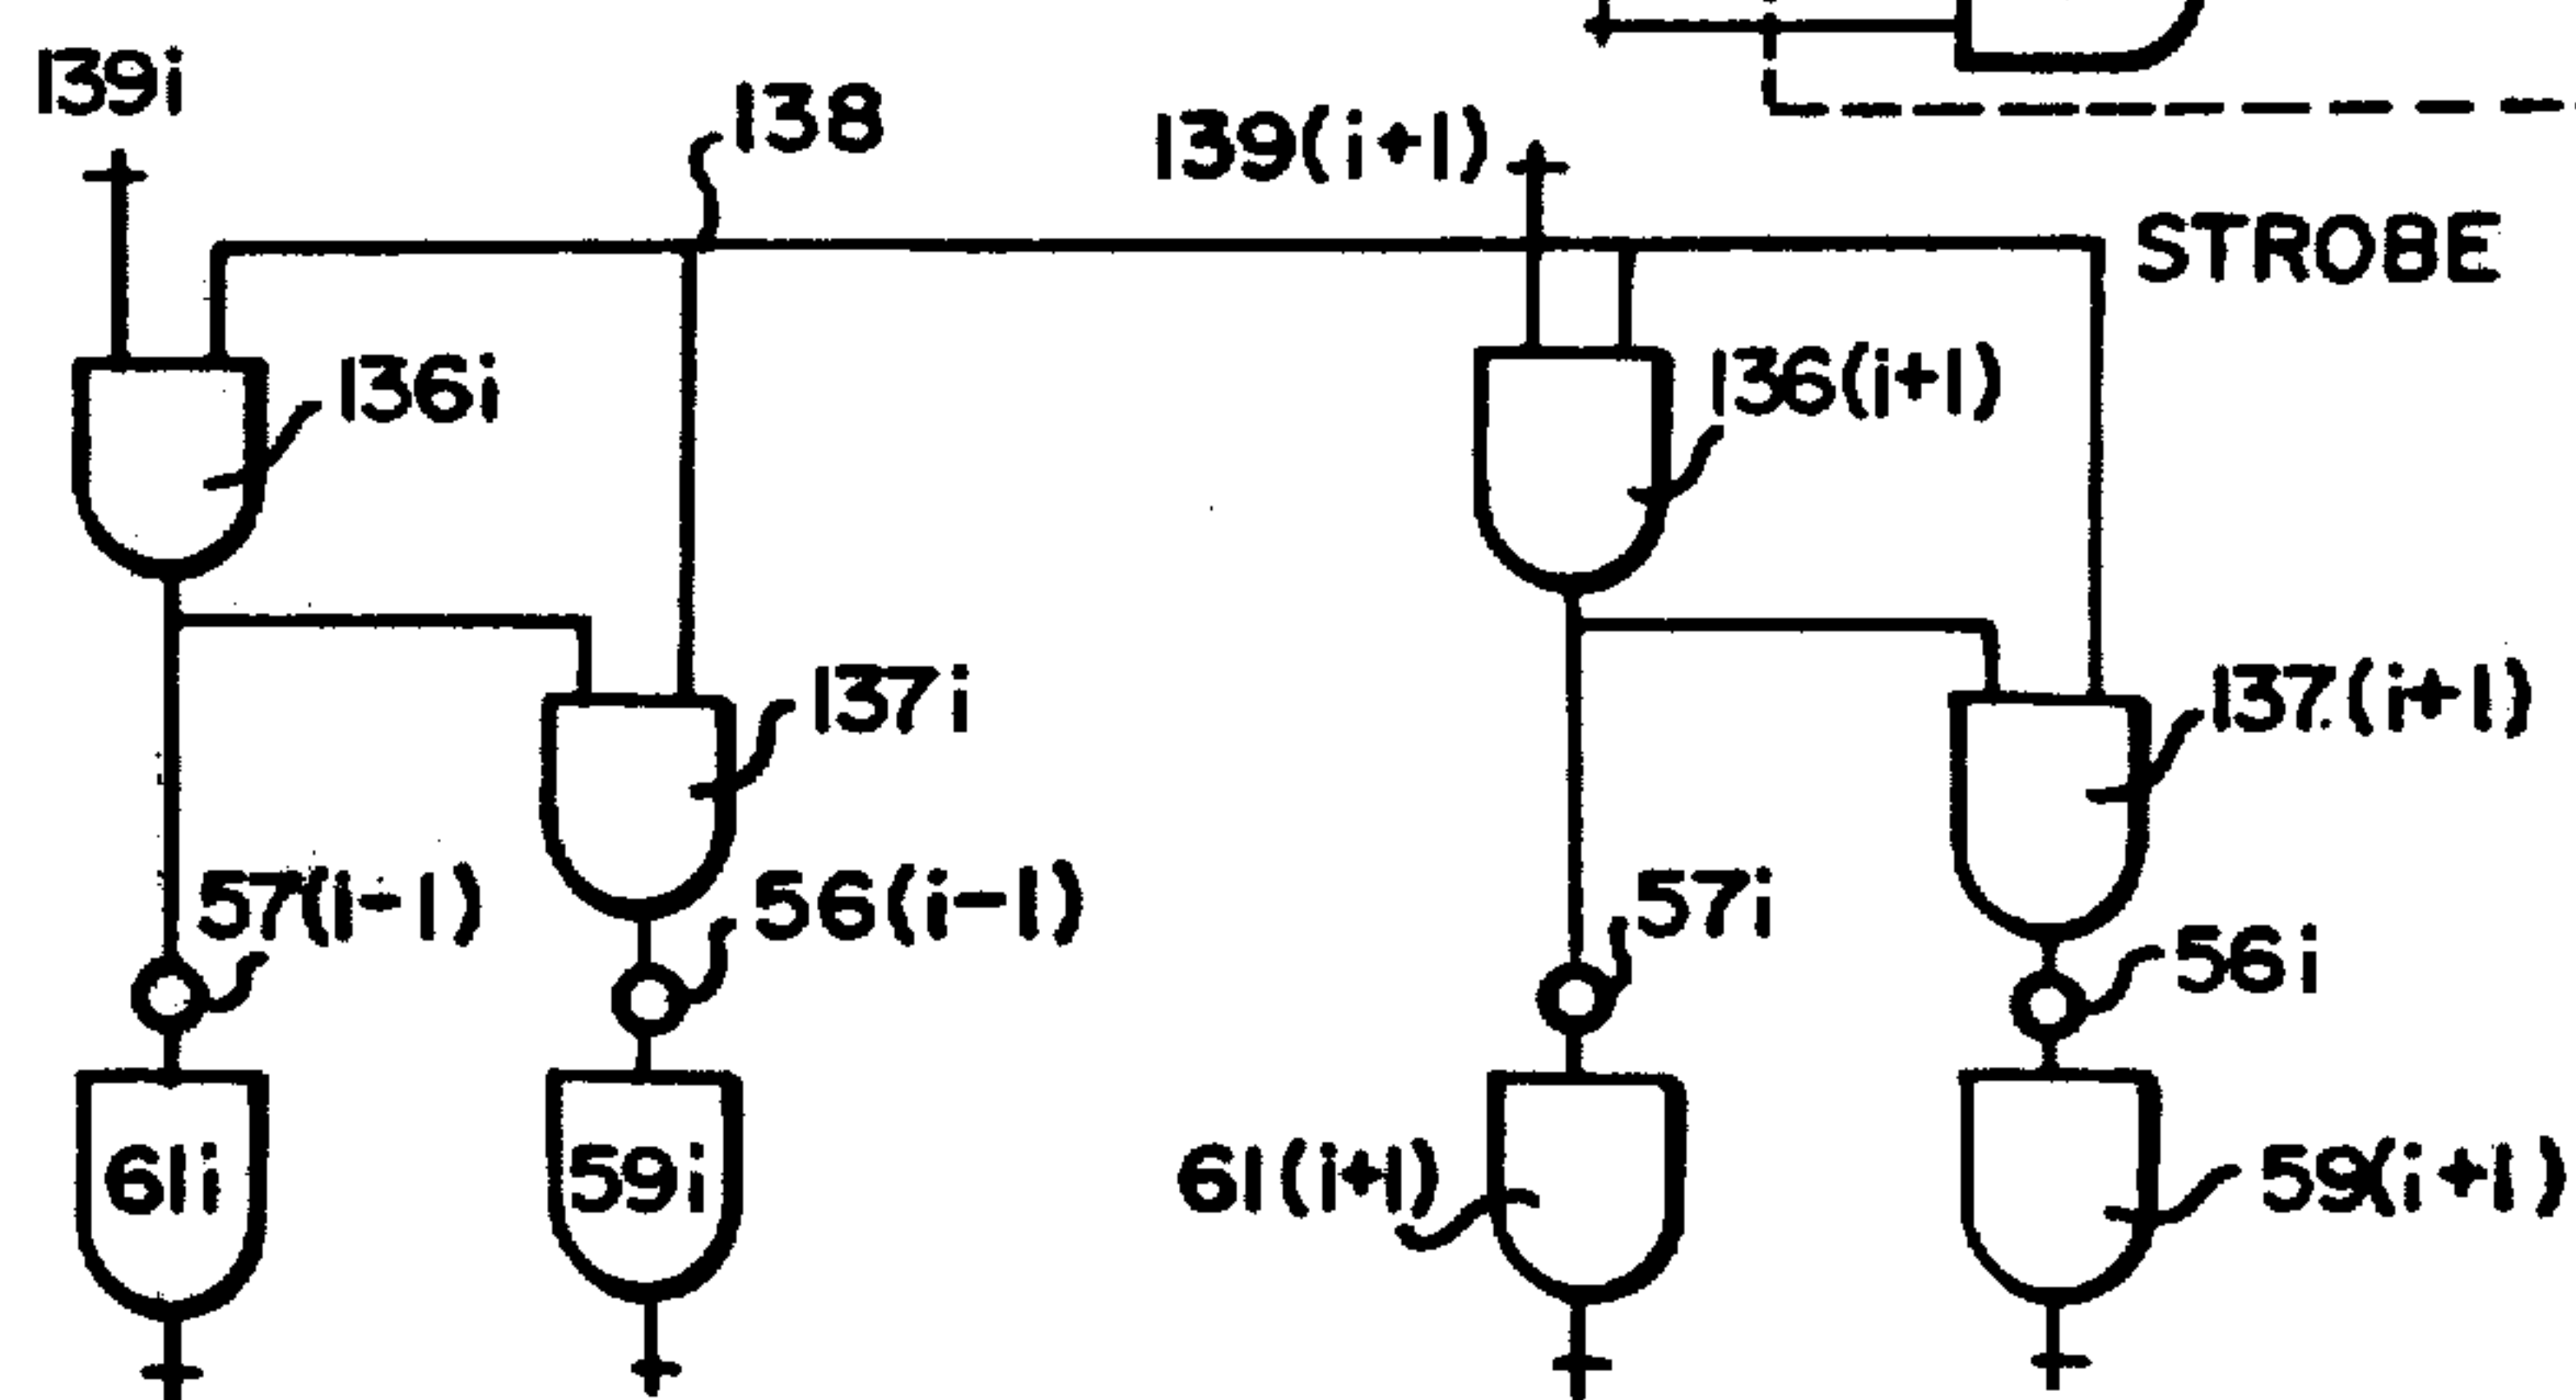 139i
138
139(i+1)
STROBE
136i
136(i+1)
137i
137.(i+1)
57(i-1)
56(i-1)
57i
56i
61i
59i
61(i+1)
59(i+1)